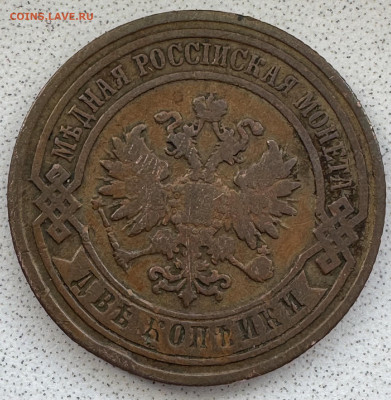 COINS.LAVE.RU
МѢДНАЯ РОССІЙСКАЯ МОНЕТА
ДВѢ КОПѢЙКИ